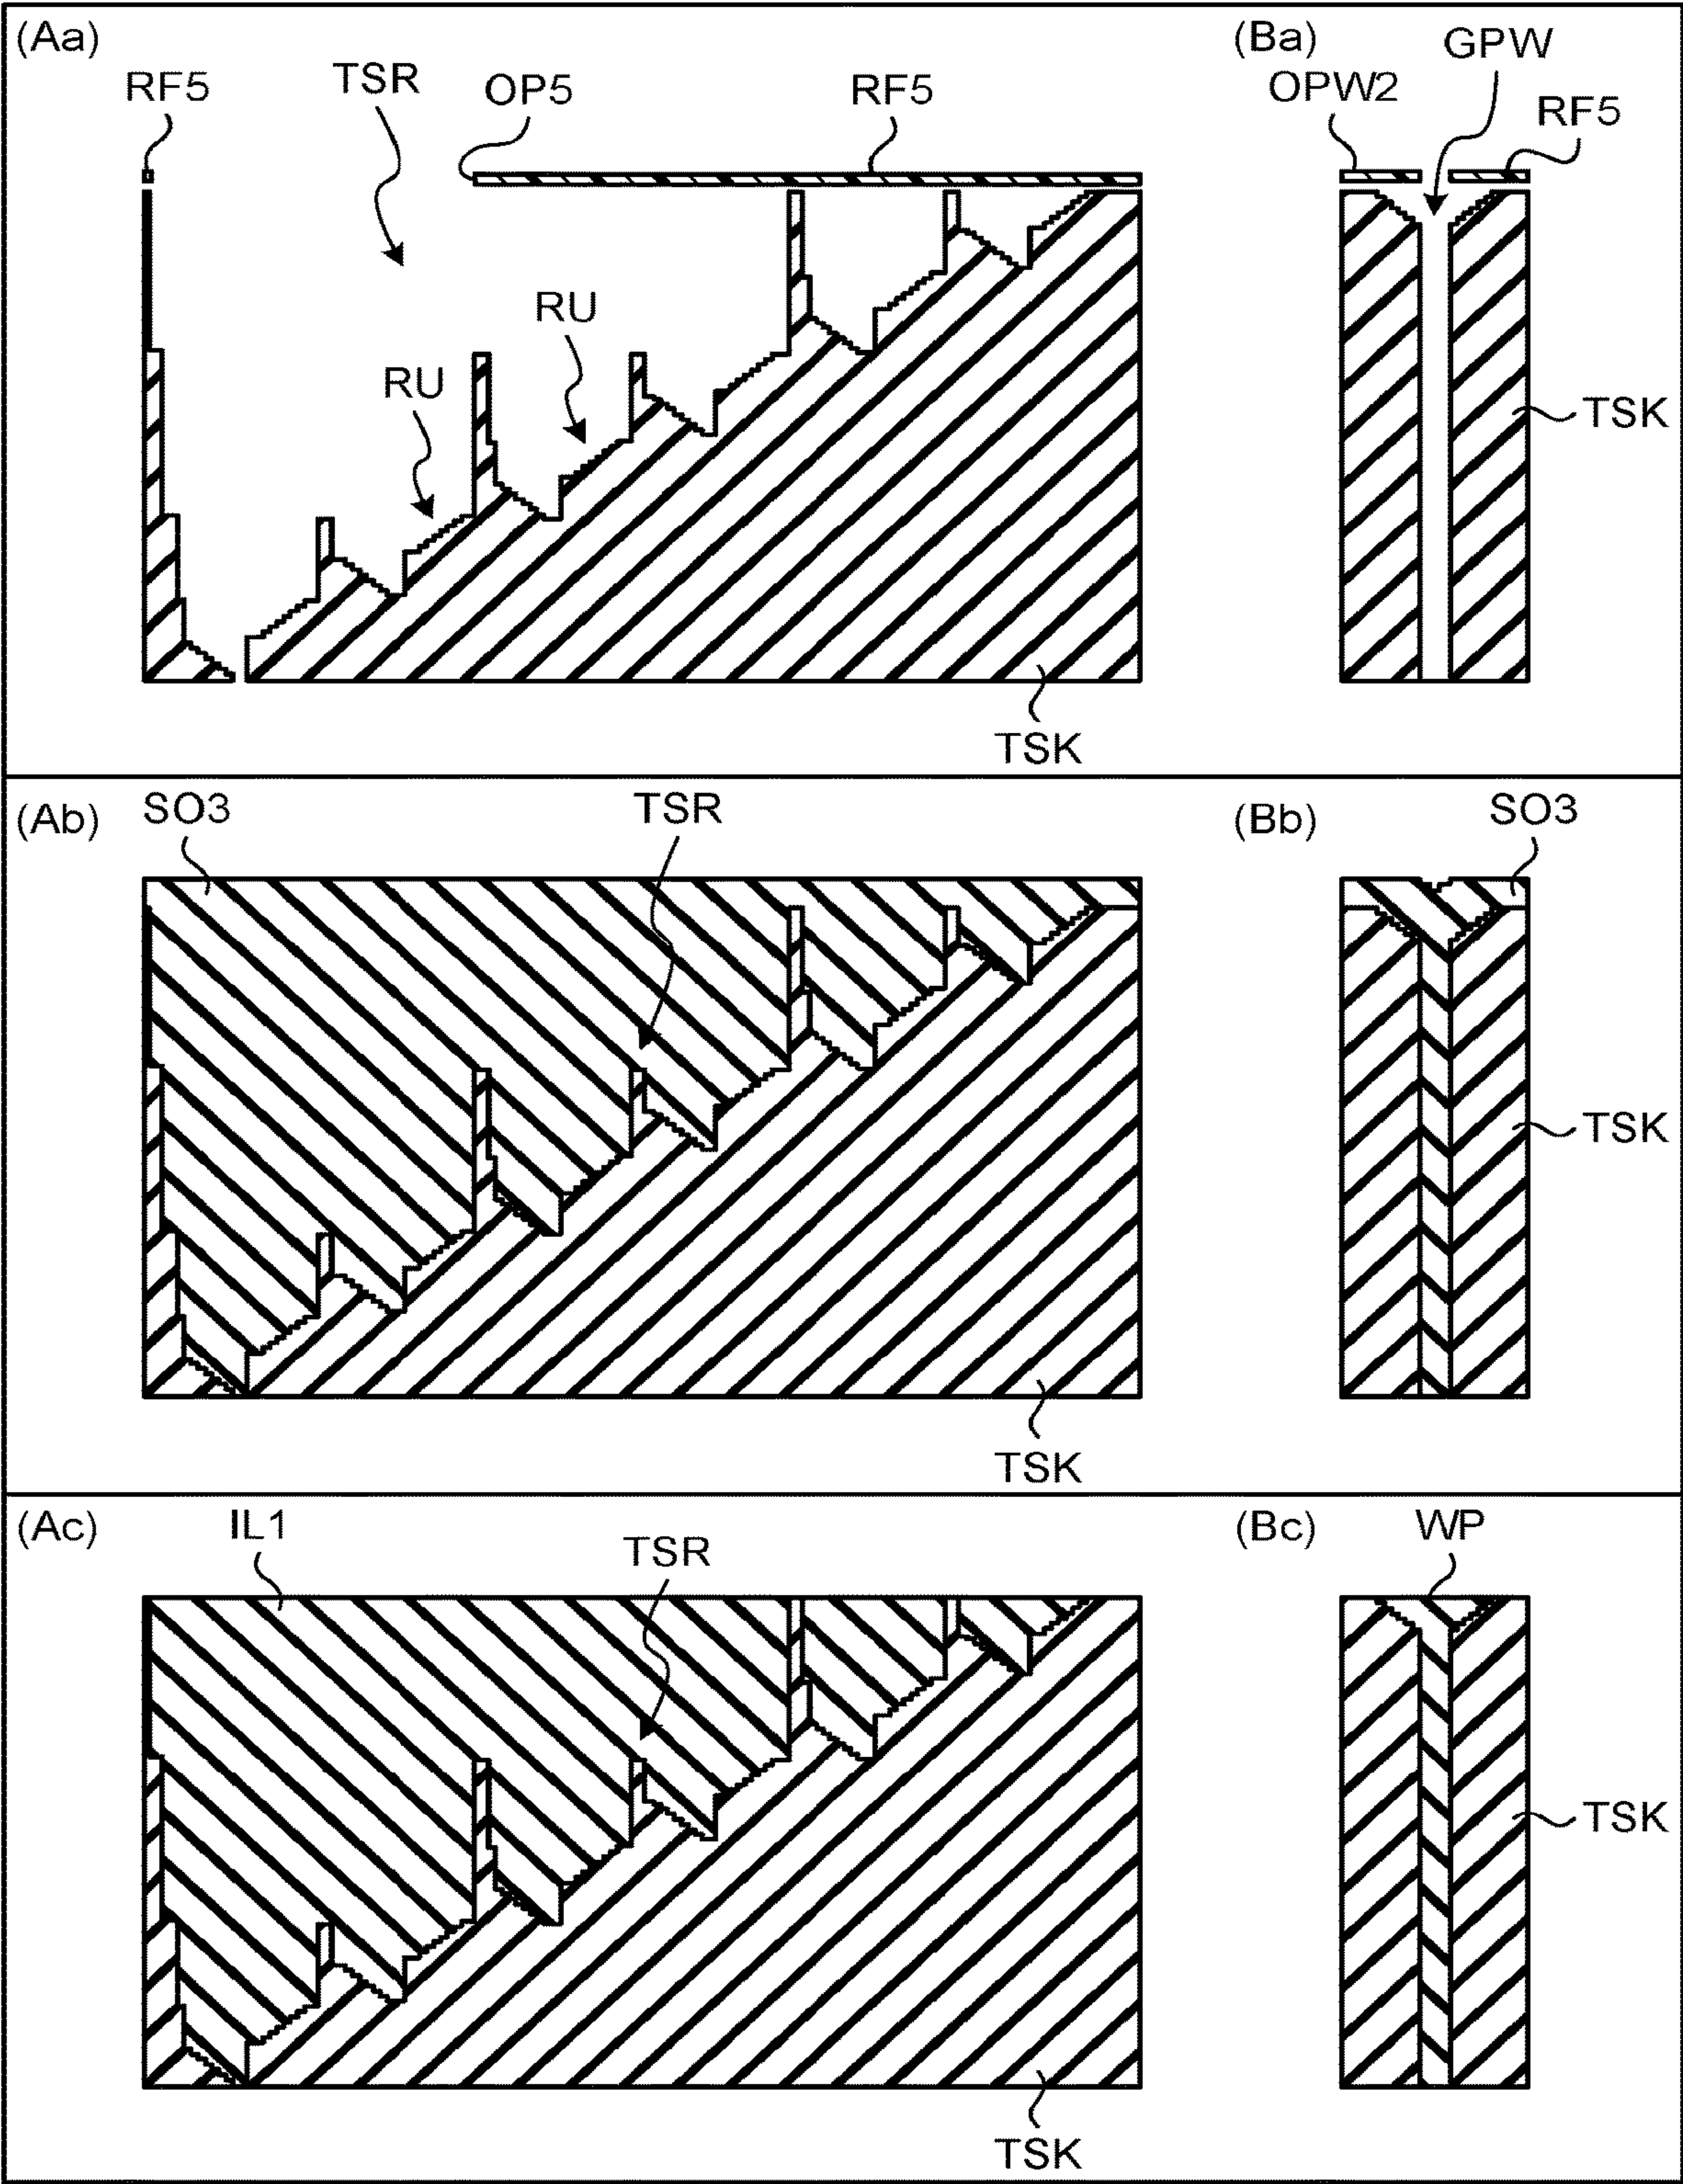 (Aa)
RF5
TSR
OP5
RF5
RU
RU
TSK
(Ba)
GPW
OPW2
RF5
TSK
(Ab)
SO3
TSR
TSK
(Bb)
SO3
TSK
(Ac)
IL1
TSR
TSK
(Bc)
WP
TSK